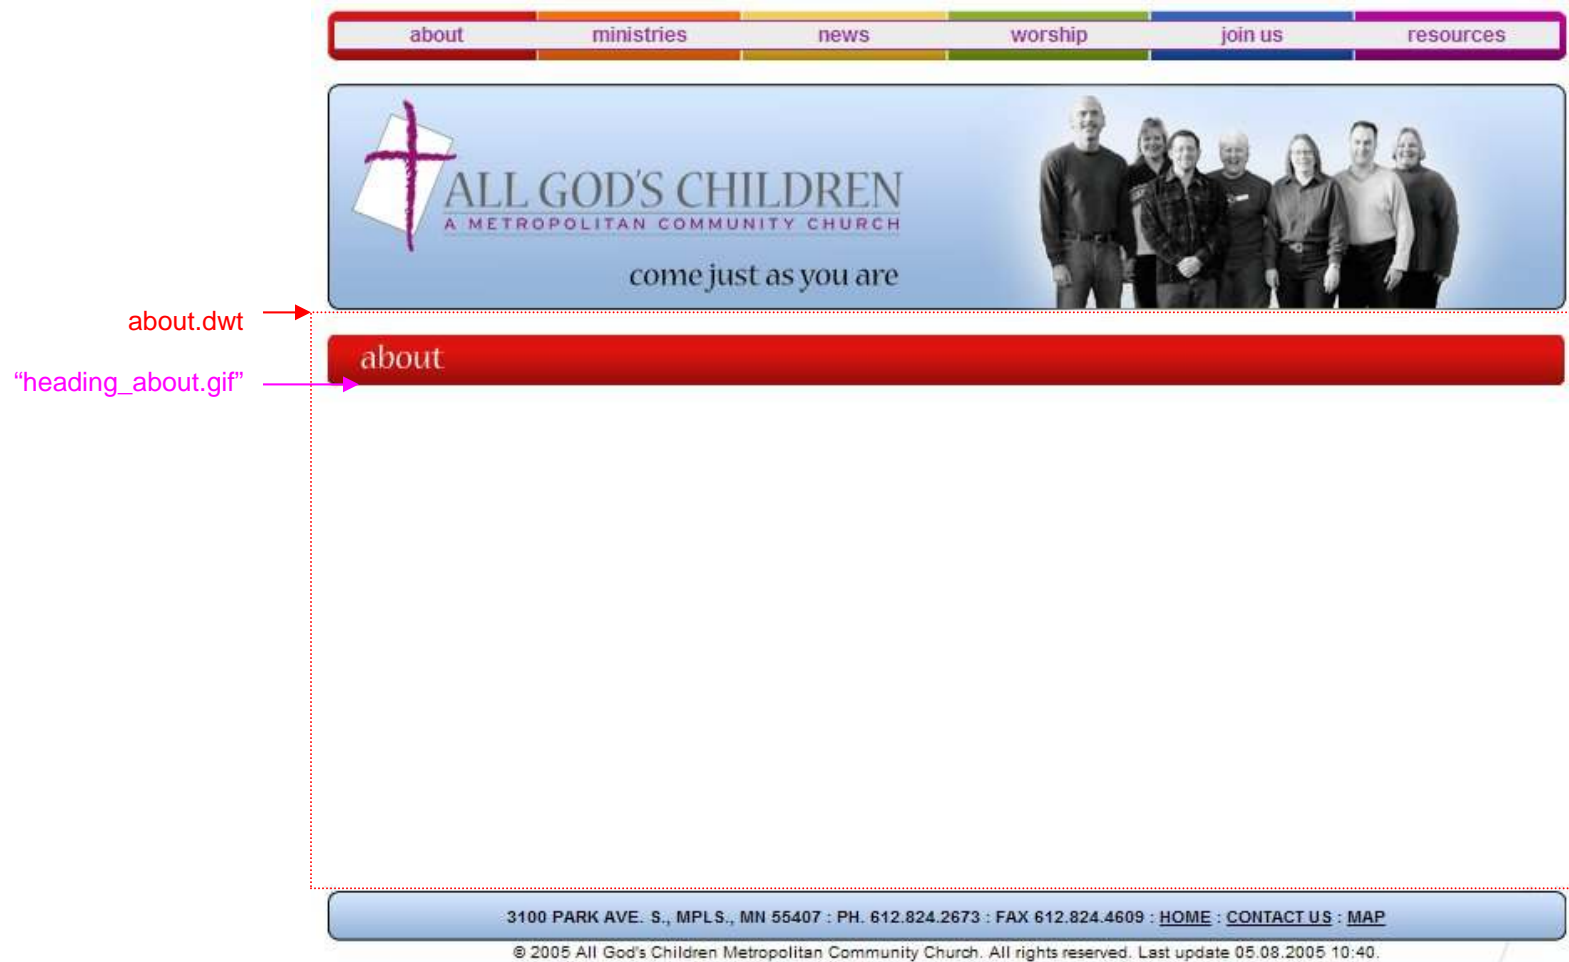 about ministries news worship join us resources
ALL GOD'S CHILDREN
A METROPOLITAN COMMUNITY CHURCH
come just as you are
about.dwt
about
“heading_about.gif”
3100 PARK AVE. S., MPLS., MN 55407 : PH. 612.824.2673 : FAX 612.824.4609 : HOME : CONTACT US : MAP
© 2005 All God's Children Metropolitan Community Church. All rights reserved. Last update 05.08.2005 10:40.